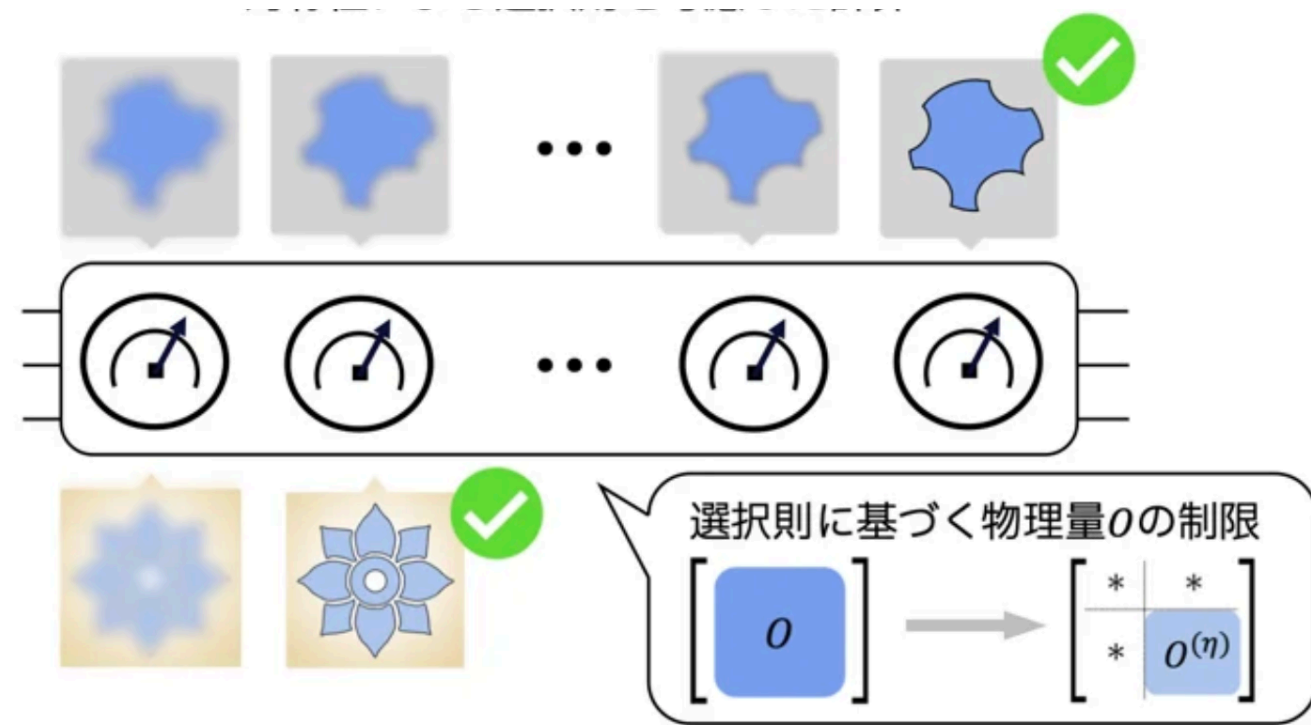 選択則に基づく物理量Oの制限
[ O ] → [ * * * O^(η) ]